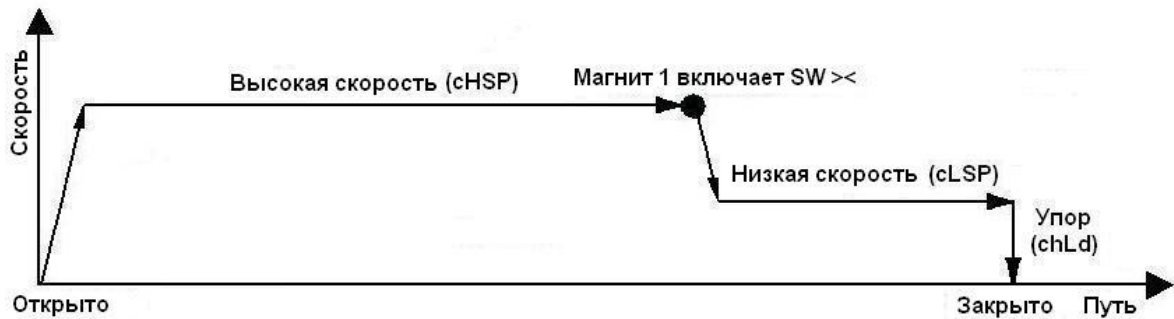 Скорость
Высокая скорость (cHSP)
Магнит 1 включает SW ><
Низкая скорость (cLSP)
Упор
(chLd)
Открыто
Закрыто
Путь